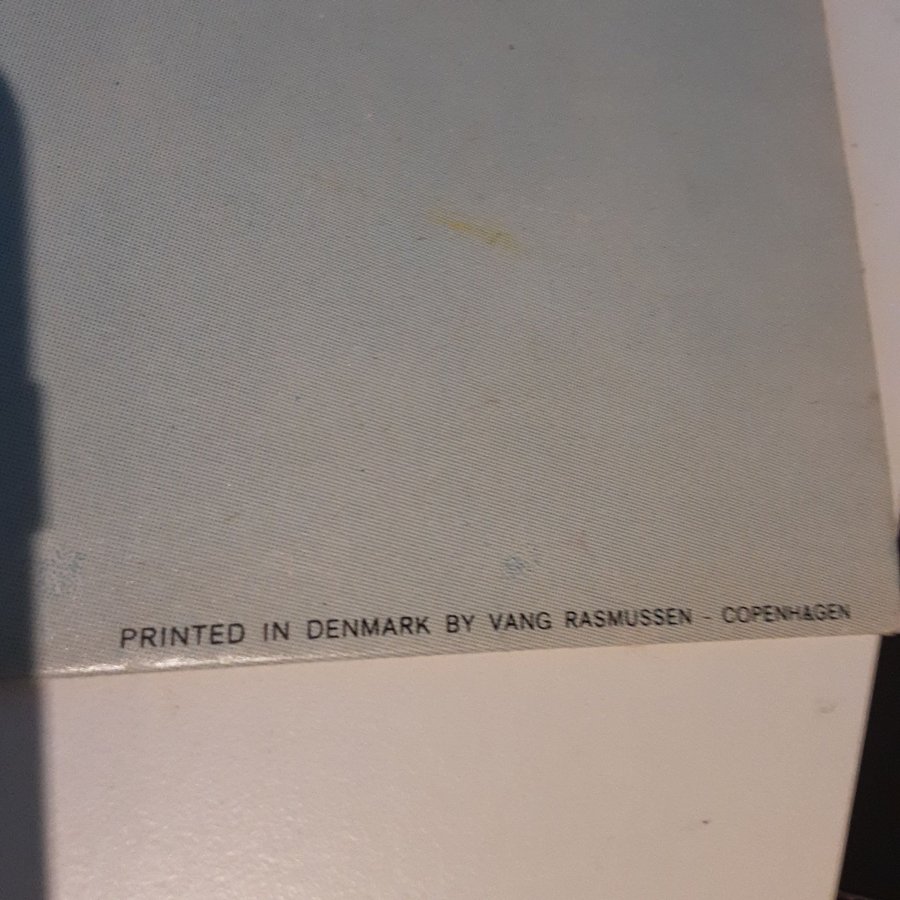 PRINTED IN DENMARK BY VANG RASMUSSEN - COPENHAGEN